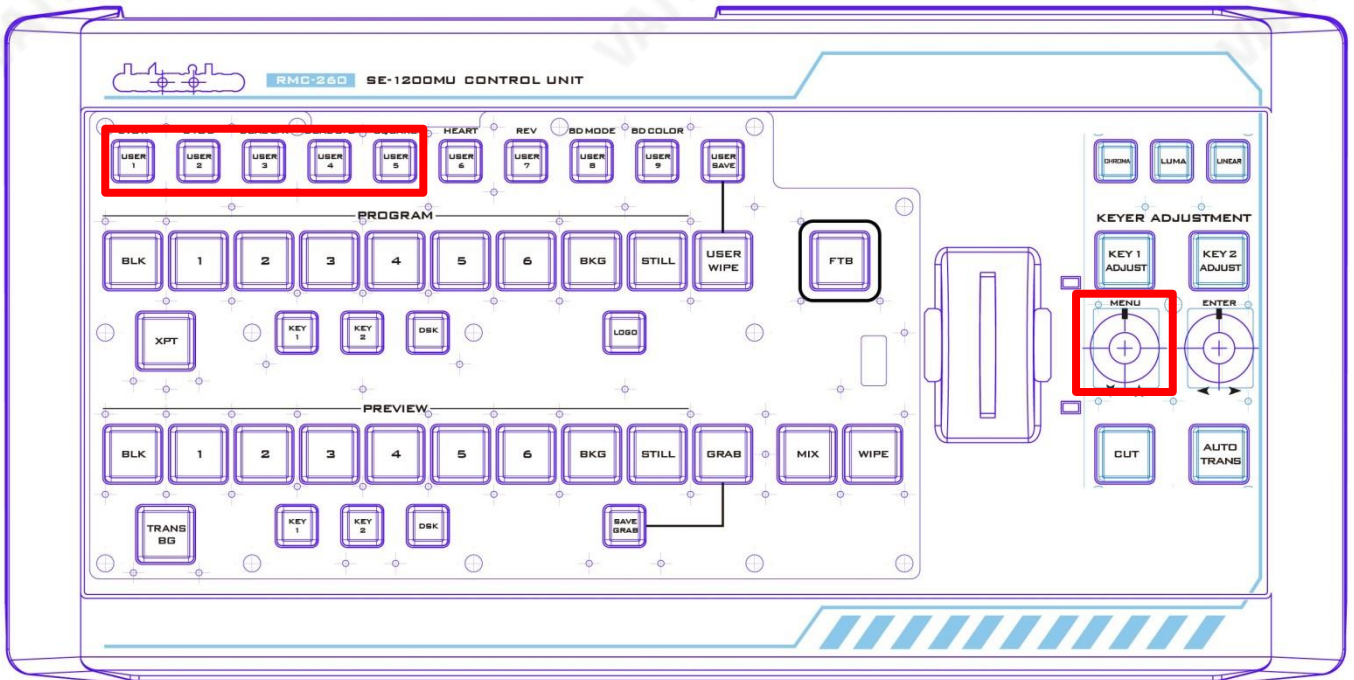 RMC-260 SE-1200MU CONTROL UNIT
HEART REV BD MODE BD COLOR
USER 1 USER 2 USER 3 USER 4 USER 5 USER 6 USER 7 USER 8 USER 9 USER SAVE
CHROMA LUMA LINEAR
PROGRAM
KEYER ADJUSTMENT
BLK 1 2 3 4 5 6 BKG STILL USER WIPE FTB
KEY 1 ADJUST KEY 2 ADJUST
MENU ENTER
XPT KEY 1 KEY 2 DSK LOGO
PREVIEW
BLK 1 2 3 4 5 6 BKG STILL GRAB MIX WIPE CUT AUTO TRANS
TRANS BG KEY 1 KEY 2 DSK SAVE GRAB